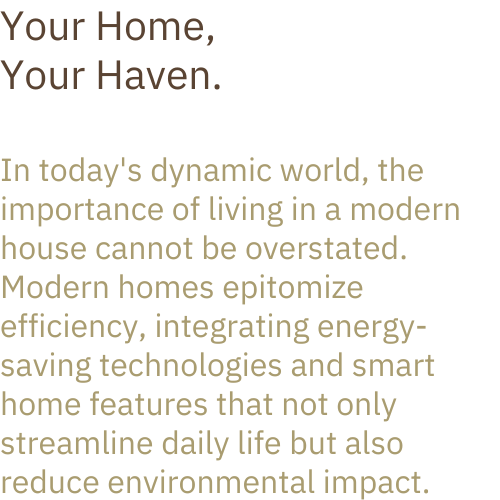 Your Home,
Your Haven.
In today's dynamic world, the
importance of living in a modern
house cannot be overstated.
Modern homes epitomize
efficiency, integrating energy-
saving technologies and smart
home features that not only
streamline daily life but also
reduce environmental impact.